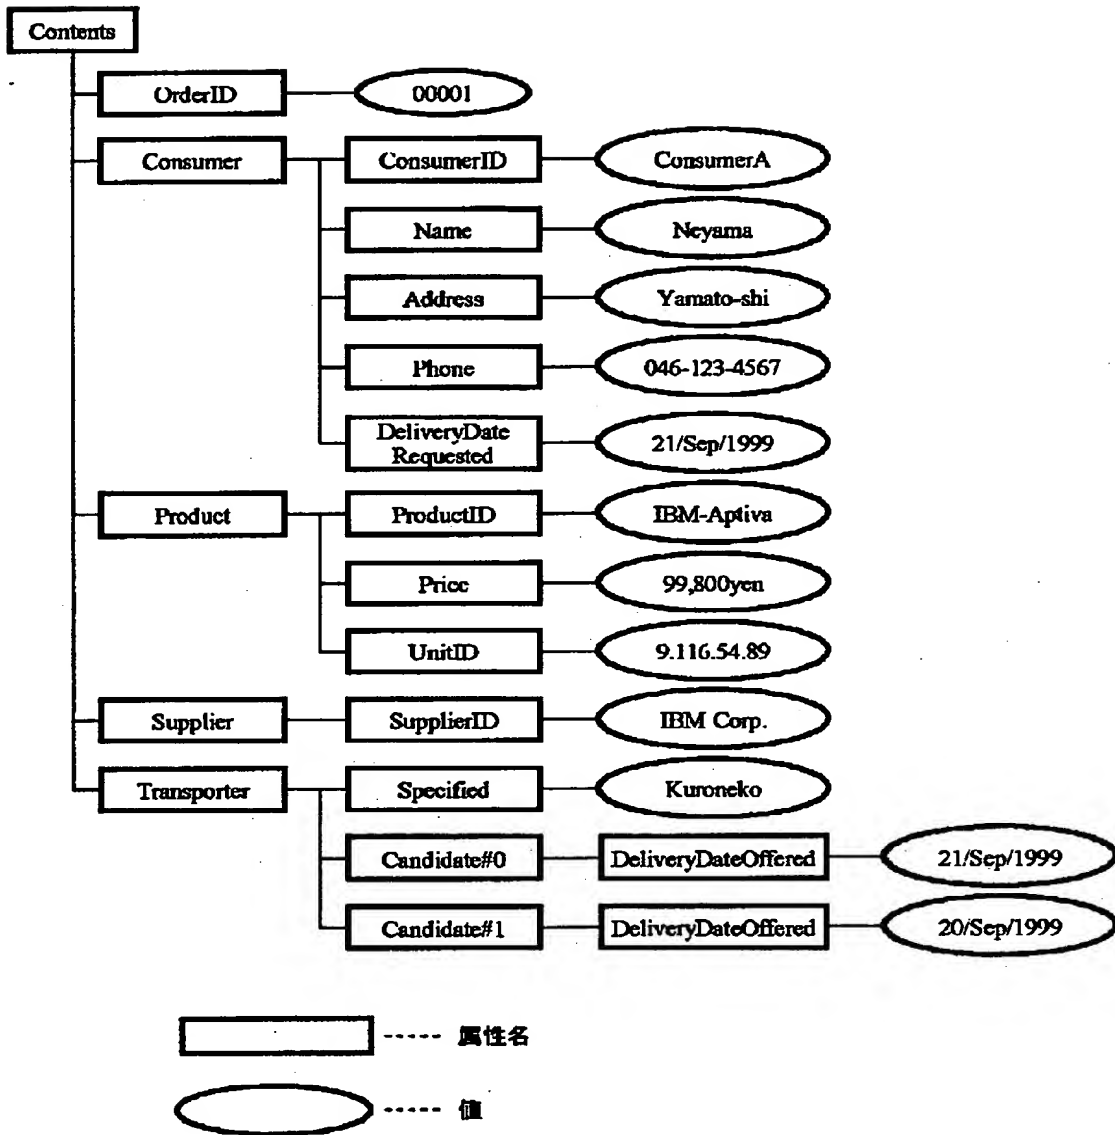 Contents
OrderID 00001
Consumer ConsumerID ConsumerA
Name Neyama
Address Yamato-shi
Phone 046-123-4567
DeliveryDate
Requested 21/Sep/1999
Product ProductID IBM-Aptiva
Price 99,800yen
UnitID 9.116.54.89
Supplier SupplierID IBM Corp.
Transporter Specified Kuroneko
Candidate#0 DeliveryDateOffered 21/Sep/1999
Candidate#1 DeliveryDateOffered 20/Sep/1999
----- 属性名
----- 値